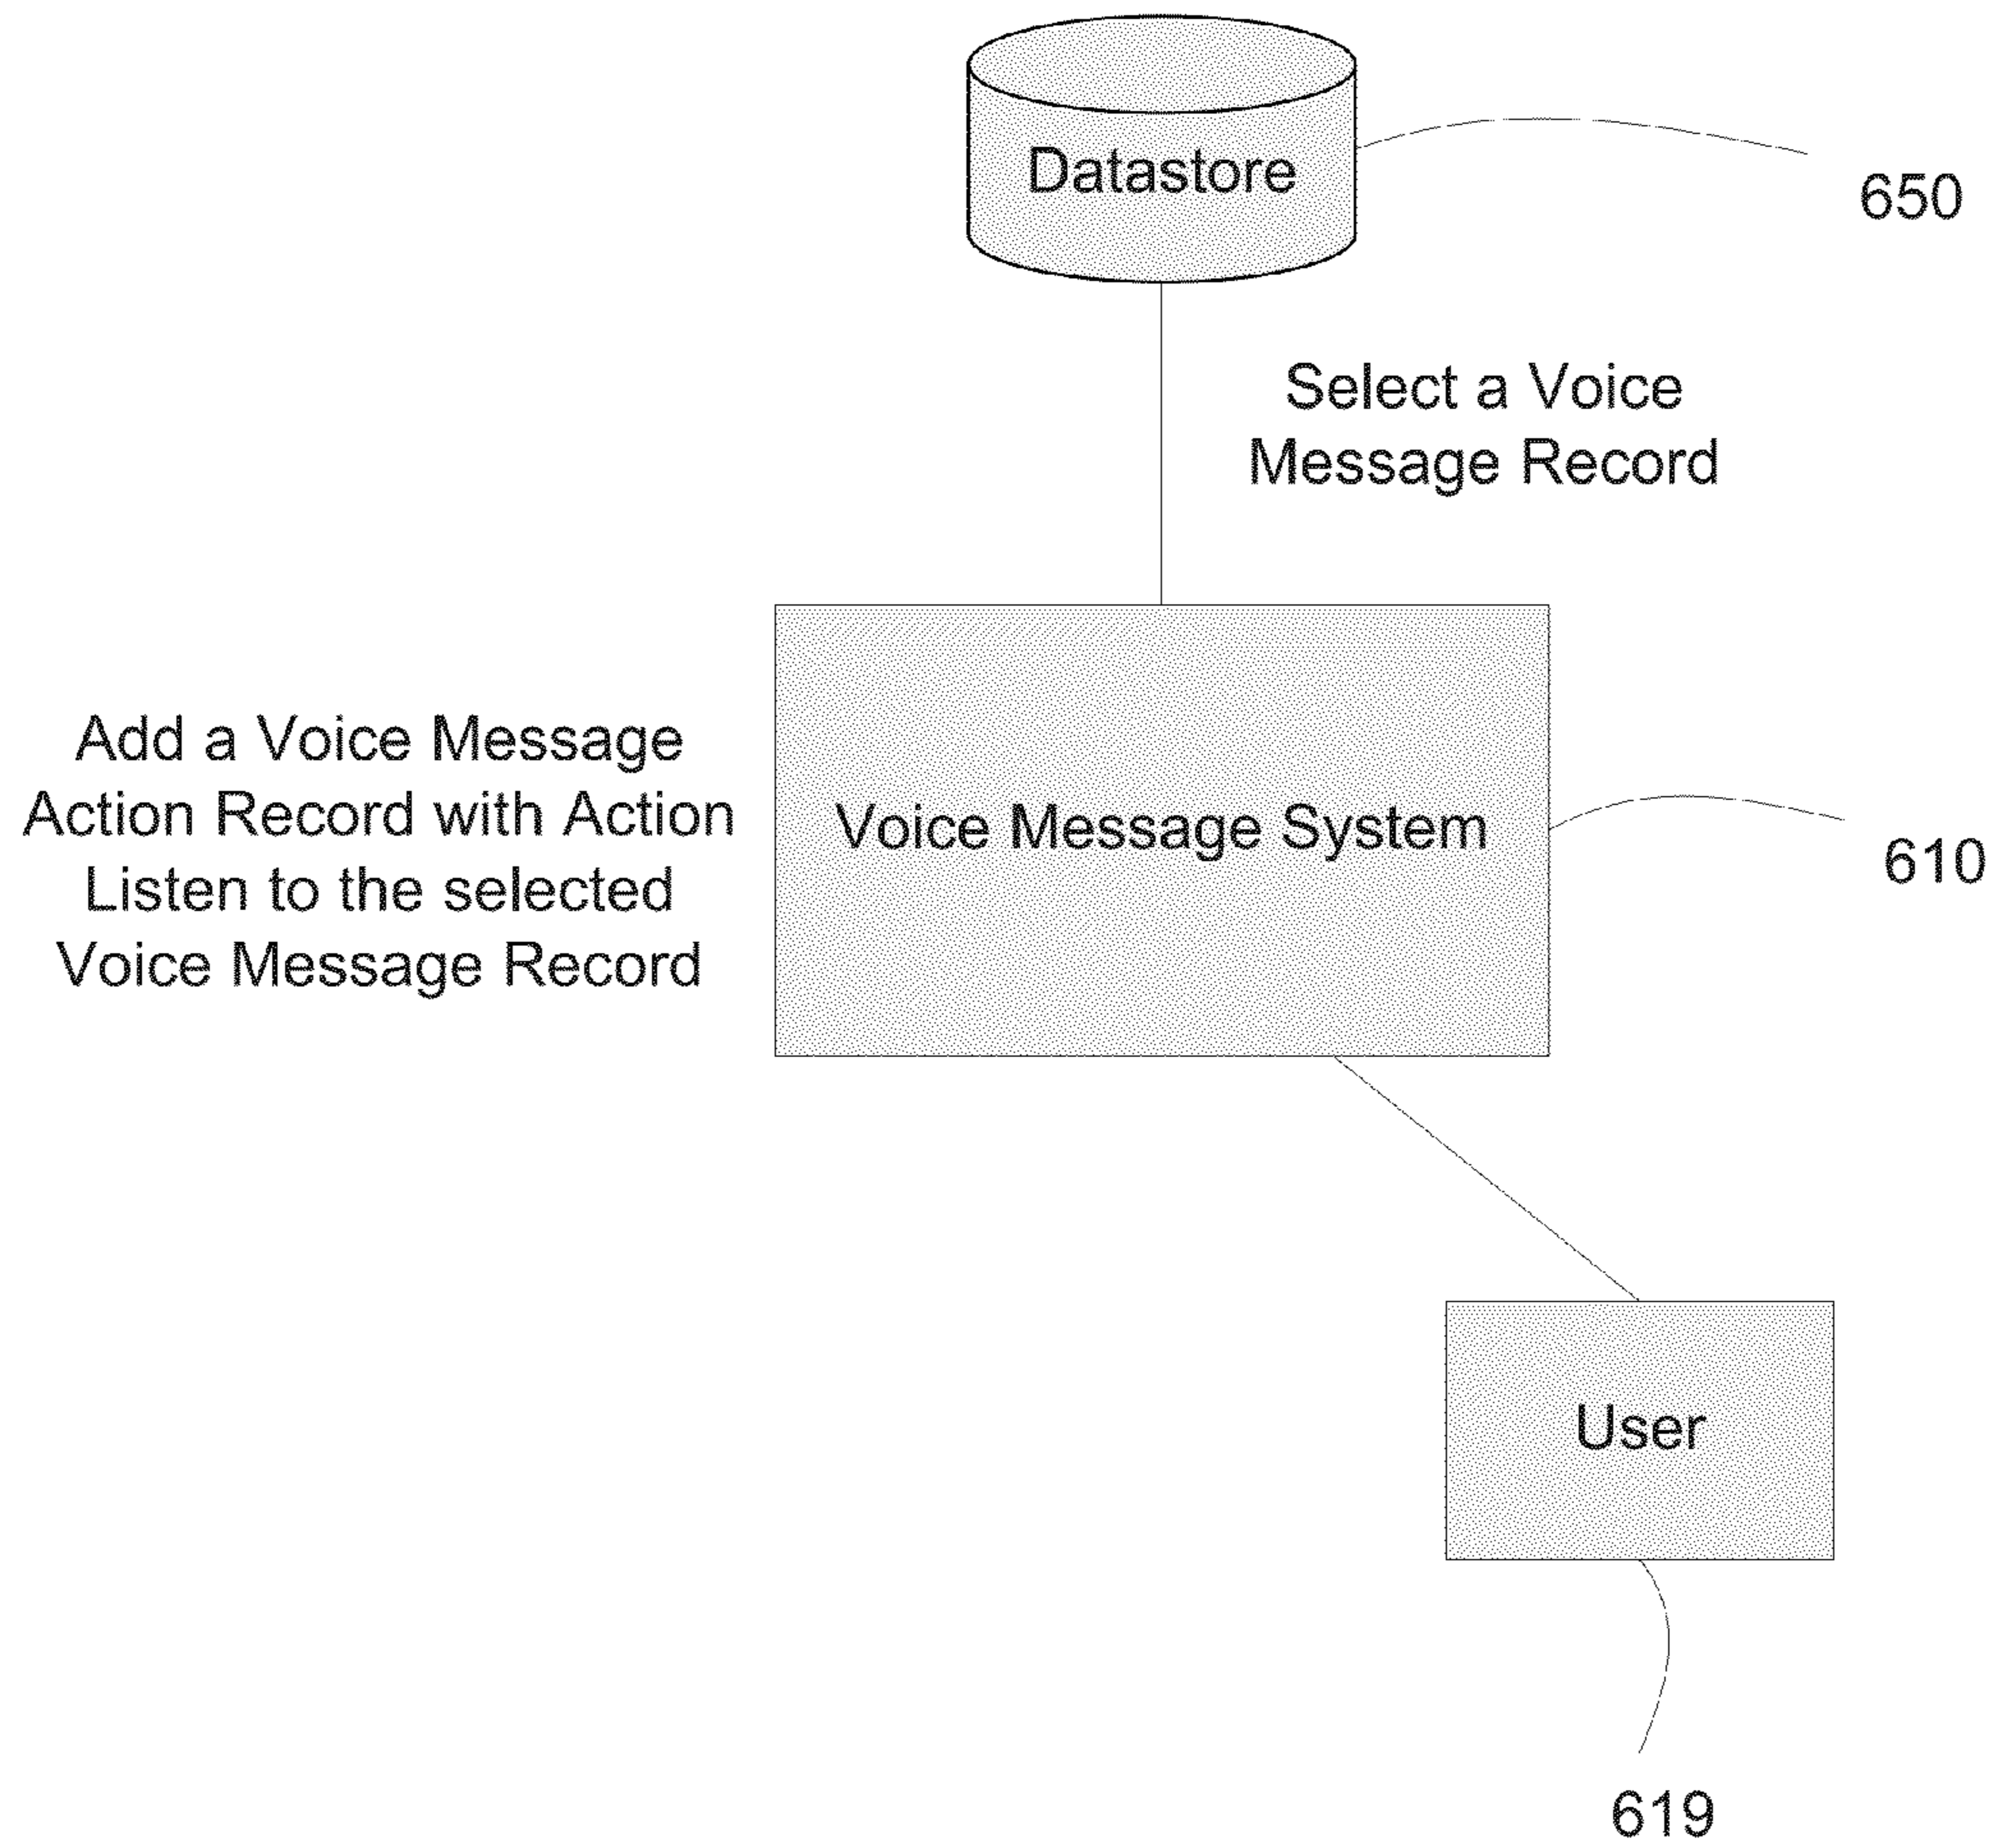 Datastore
650
Select a Voice
Message Record
Add a Voice Message
Action Record with Action
Listen to the selected
Voice Message Record
Voice Message System
610
User
619